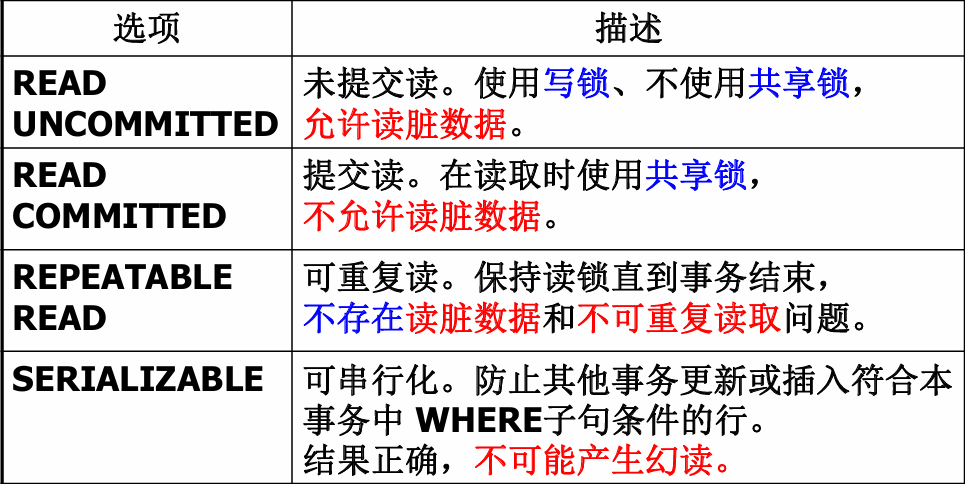 选项
描述
READ
UNCOMMITTED
未提交读。使用写锁、不使用共享锁，
允许读脏数据。
READ
COMMITTED
提交读。在读取时使用共享锁，
不允许读脏数据。
REPEATABLE
READ
可重复读。保持读锁直到事务结束，
不存在读脏数据和不可重复读取问题。
SERIALIZABLE
可串行化。防止其他事务更新或插入符合本
事务中 WHERE子句条件的行。
结果正确，不可能产生幻读。